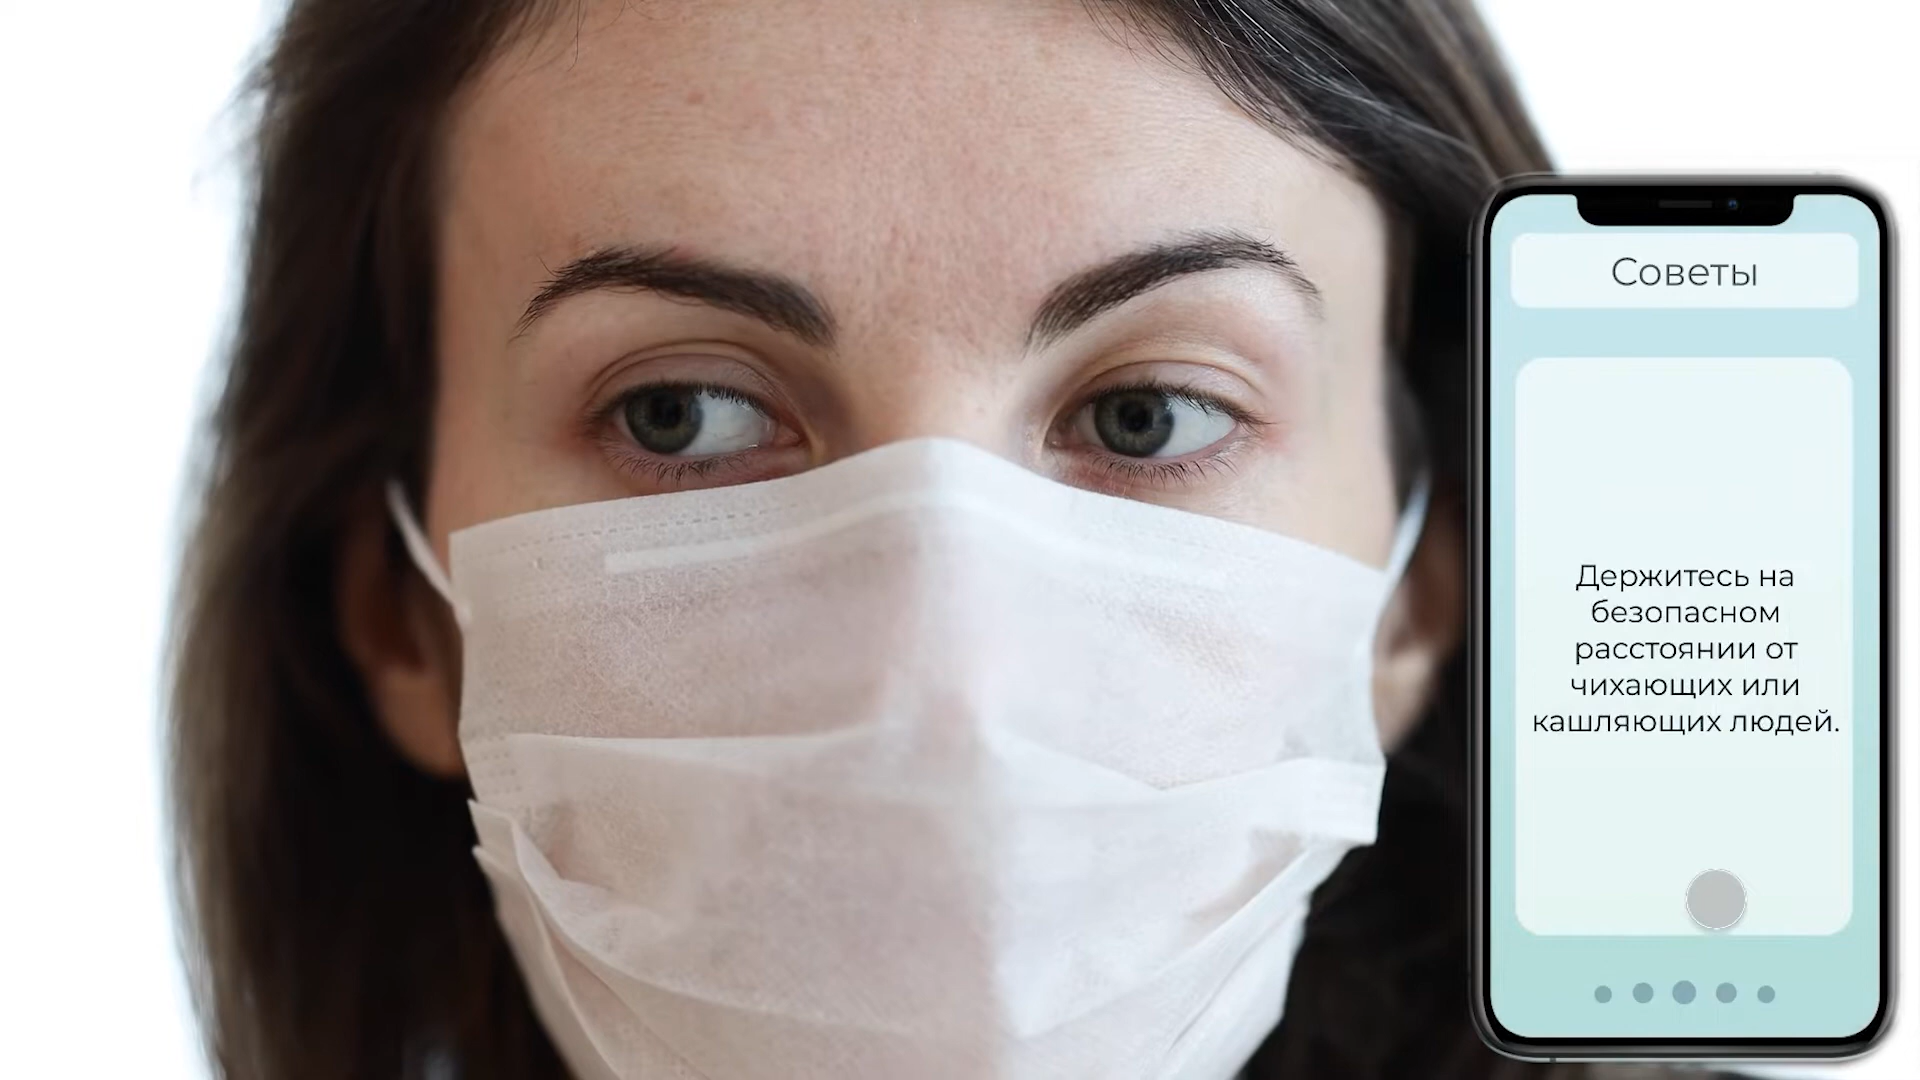 Советы
Держитесь на
безопасном
расстоянии от
чихающих или
кашляющих людей.